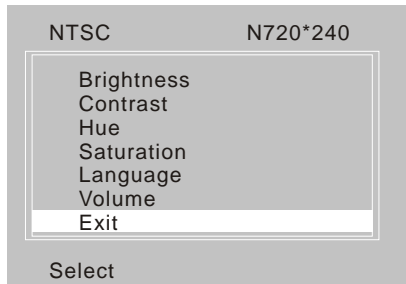 NTSC N720*240
Brightness
Contrast
Hue
Saturation
Language
Volume
Exit
Select